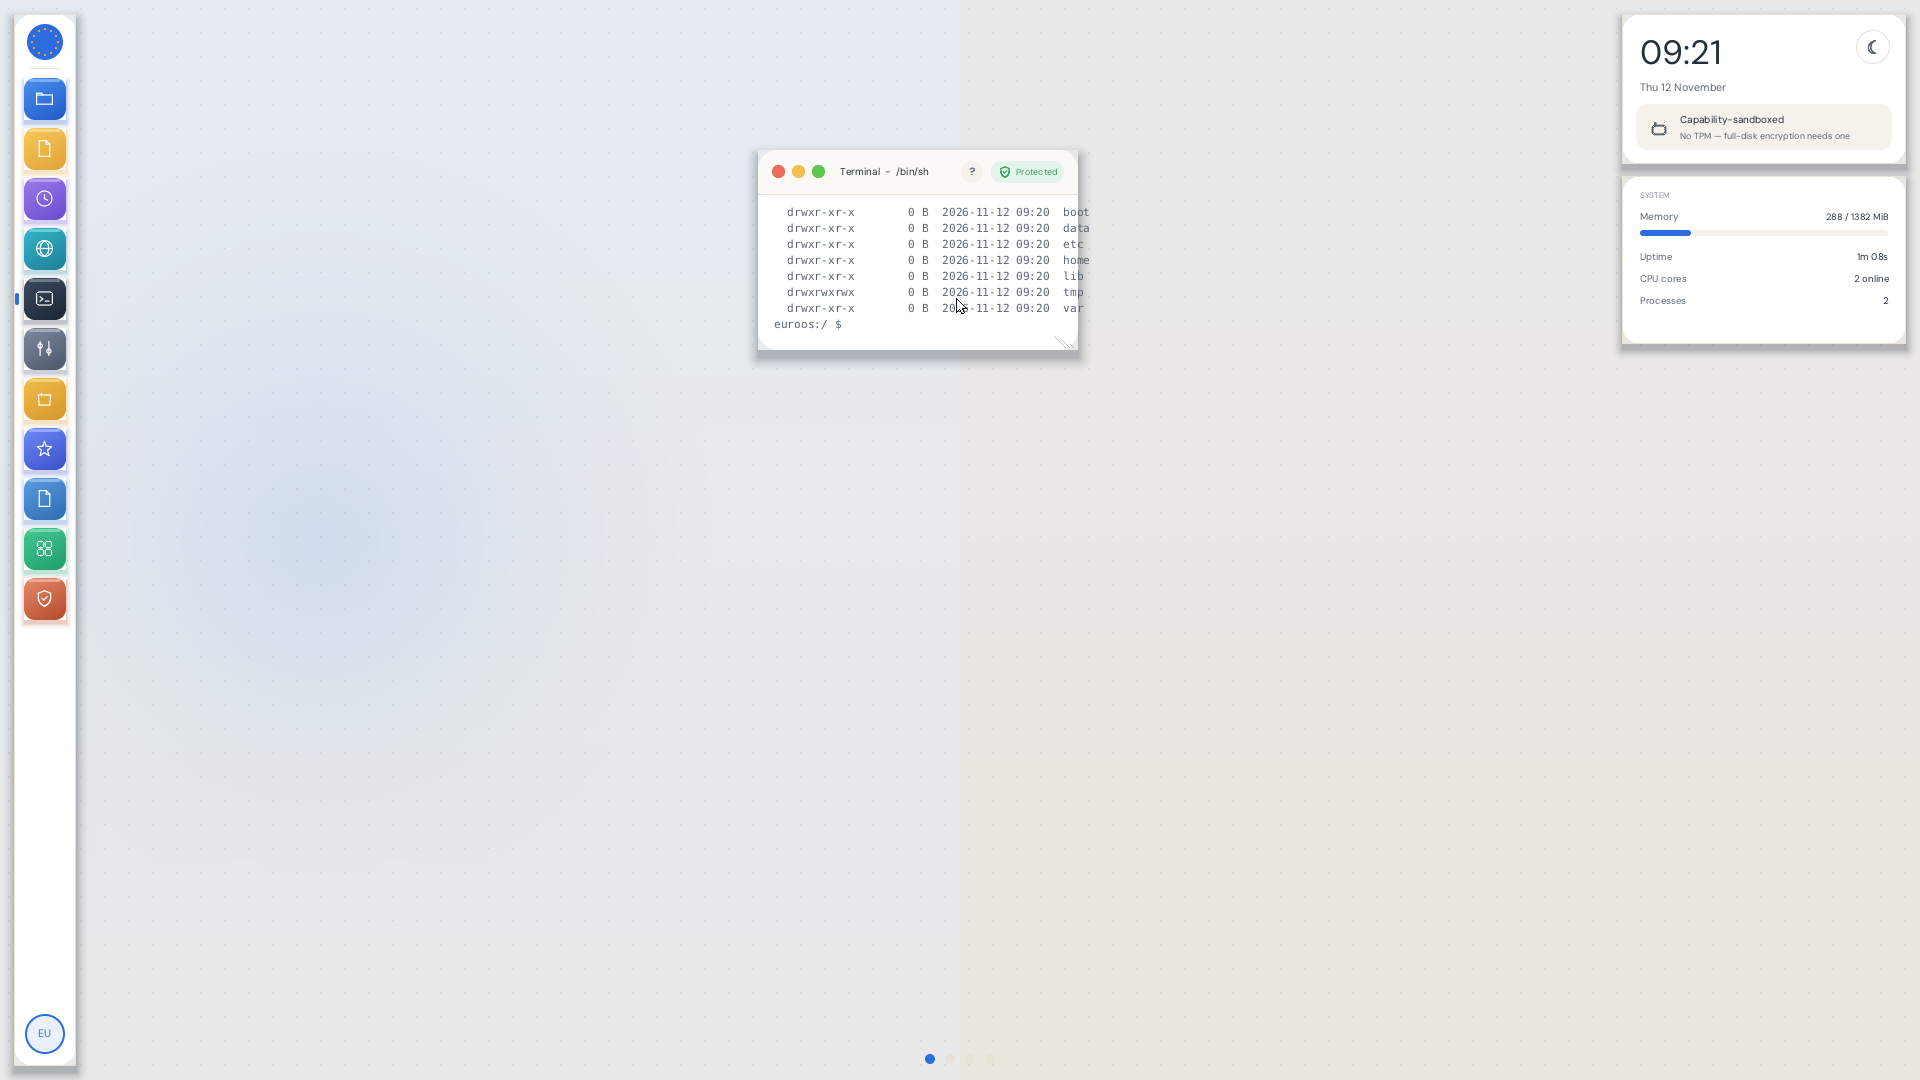 Terminal - /bin/sh ? Protected
drwxr-xr-x 0 B 2026-11-12 09:20 boot
drwxr-xr-x 0 B 2026-11-12 09:20 data
drwxr-xr-x 0 B 2026-11-12 09:20 etc
drwxr-xr-x 0 B 2026-11-12 09:20 home
drwxr-xr-x 0 B 2026-11-12 09:20 lib
drwxrwxrwx 0 B 2026-11-12 09:20 tmp
drwxr-xr-x 0 B 2026-11-12 09:20 var
euroos:/ $
09:21
Thu 12 November
Capability-sandboxed
No TPM — full-disk encryption needs one
SYSTEM
Memory 288 / 1382 MiB
Uptime 1m 08s
CPU cores 2 online
Processes 2
EU